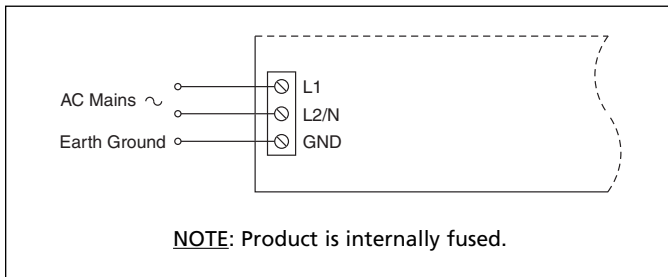 AC Mains ∼
Earth Ground
L1
L2/N
GND
NOTE: Product is internally fused.